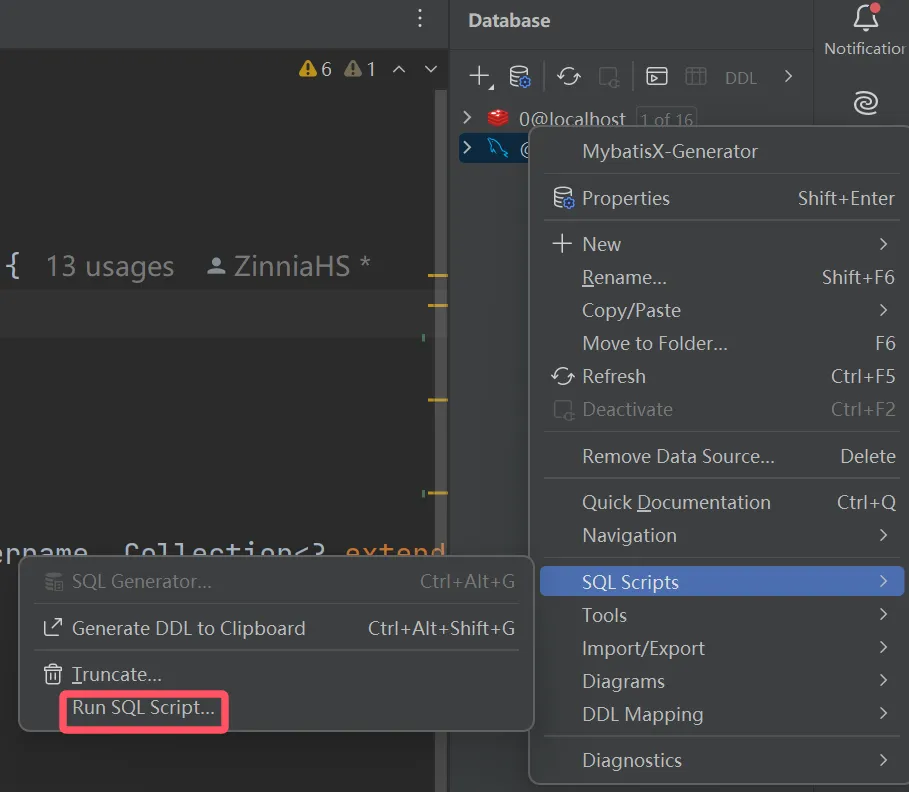 Database
Notification
6 1
DDL
0@localhost 1 of 16
@
{ 13 usages ZinniaHS *
MybatisX-Generator
Properties Shift+Enter
New
Rename... Shift+F6
Copy/Paste
Move to Folder... F6
Refresh Ctrl+F5
Deactivate Ctrl+F2
Remove Data Source... Delete
Quick Documentation Ctrl+Q
Navigation
SQL Scripts
Tools
Import/Export
Diagrams
DDL Mapping
Diagnostics
ername, Collection<? extend
SQL Generator... Ctrl+Alt+G
Generate DDL to Clipboard Ctrl+Alt+Shift+G
Truncate...
Run SQL Script...